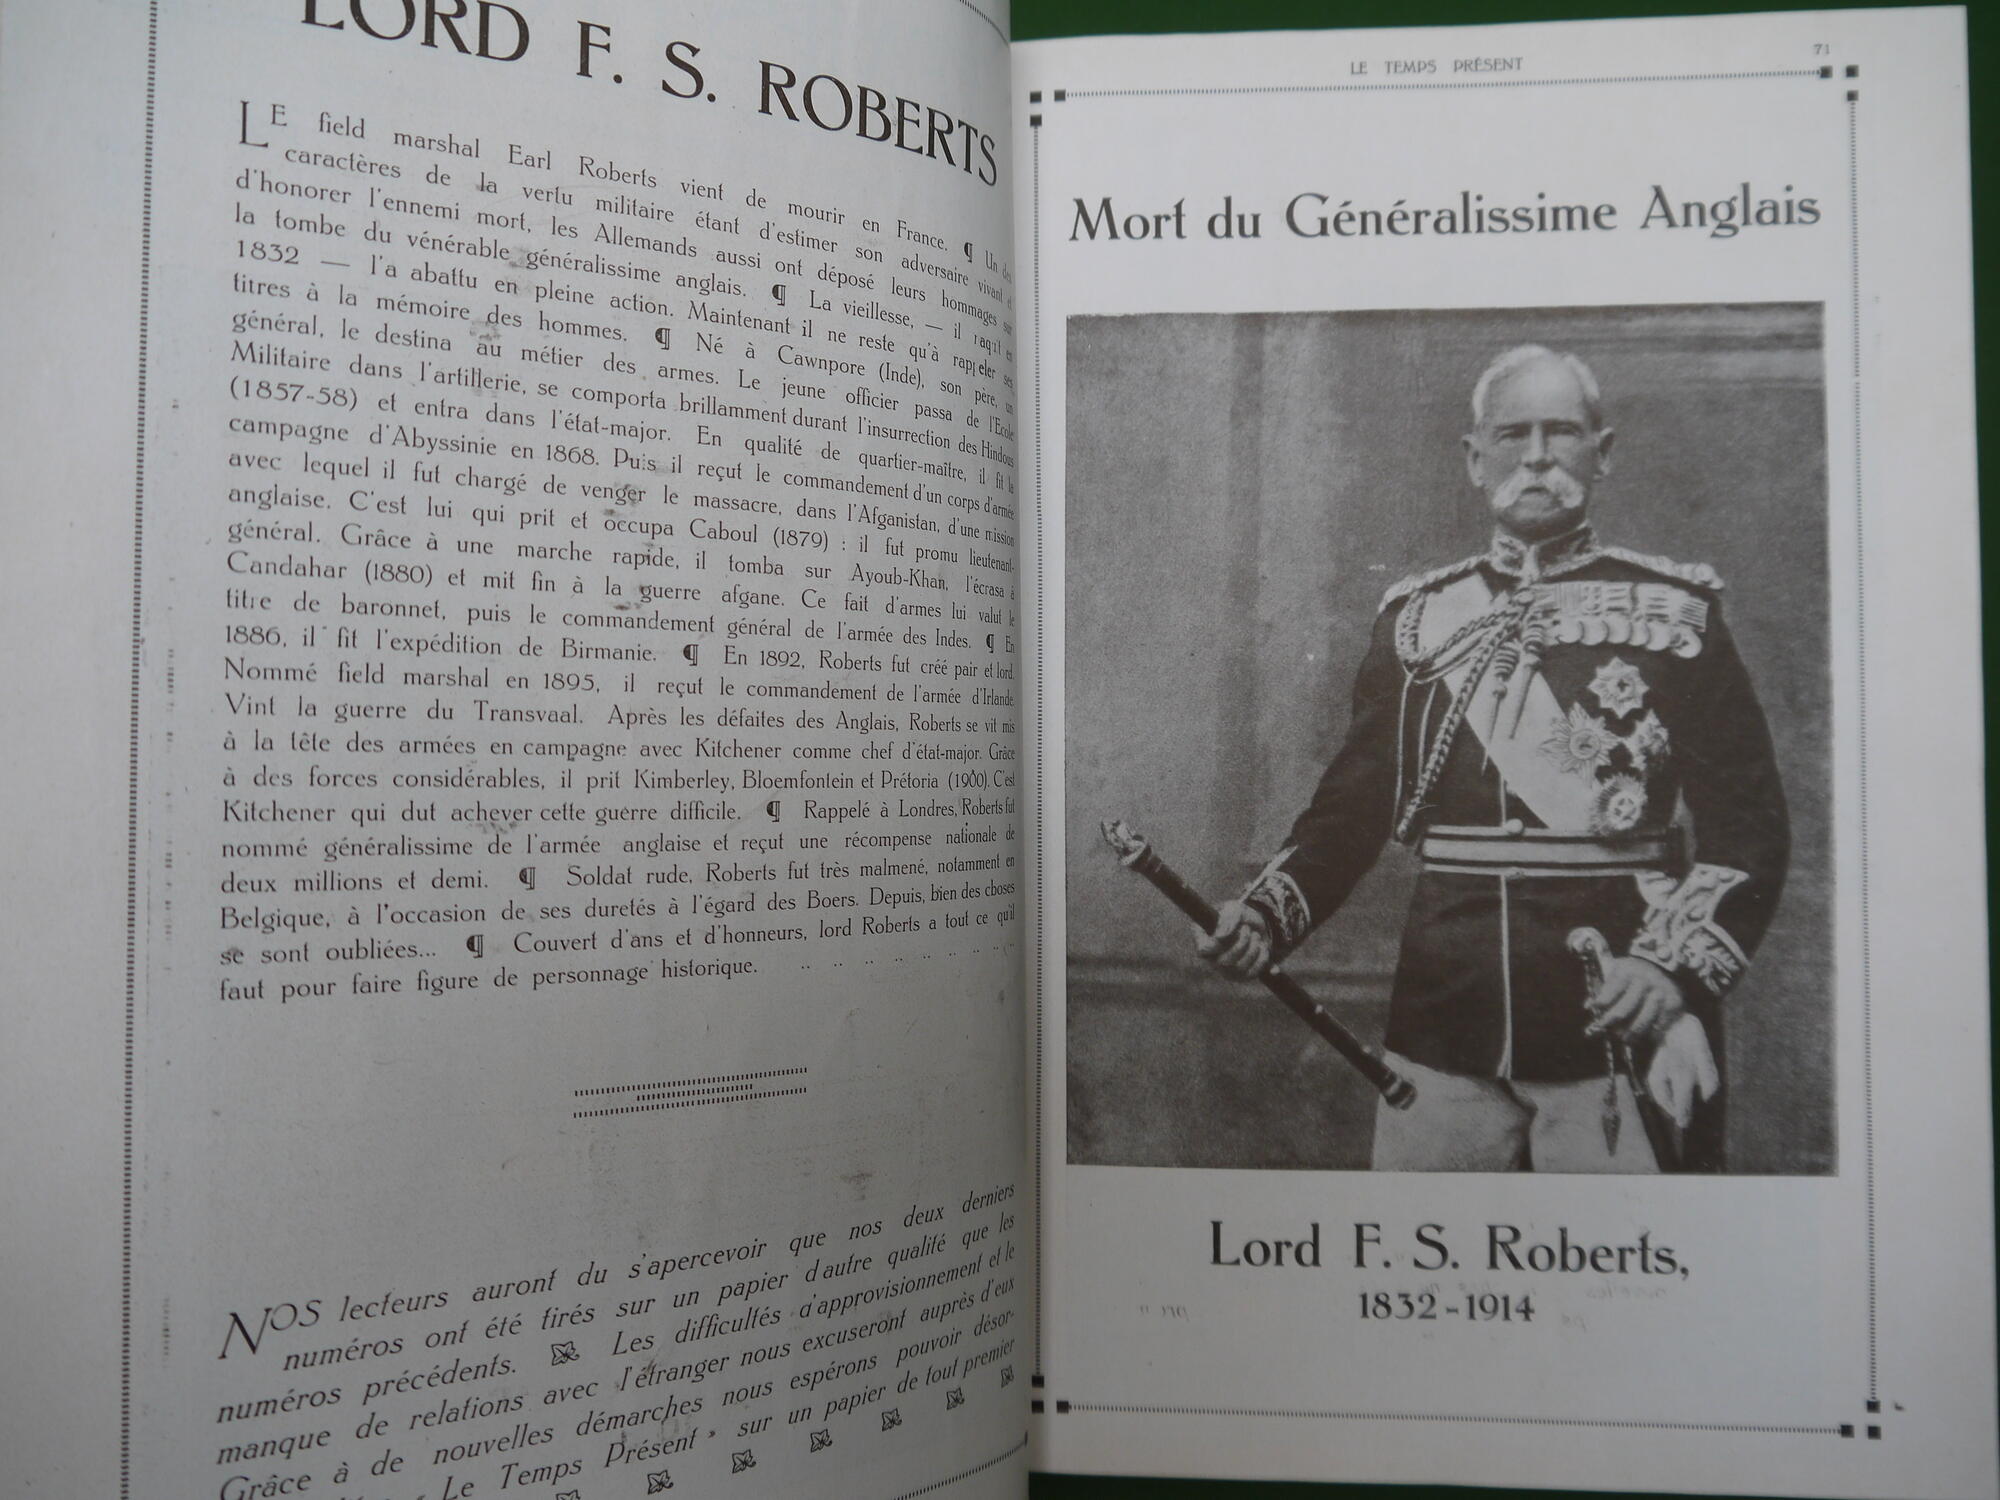 LORD F. S. ROBERTS
LE field marshal Earl Roberts vient de mourir en France. ¶ Un des
caractères de la vertu militaire étant d'estimer son adversaire vivant et
d'honorer l'ennemi mort, les Allemands aussi ont déposé leurs hommages sur
la tombe du vénérable généralissime anglais. ¶ La vieillesse, — il naquit en
1832 — l'a abattu en pleine action. Maintenant il ne reste qu'à rappeler ses
titres à la mémoire des hommes. ¶ Né à Cawnpore (Inde), son père, un
général, le destina au métier des armes. Le jeune officier passa de l'Ecole
Militaire dans l'artillerie, se comporta brillamment durant l'insurrection des Hindous
(1857-58) et entra dans l'état-major. En qualité de quartier-maître, il fit la
campagne d'Abyssinie en 1868. Puis il reçut le commandement d'un corps d'armée
avec lequel il fut chargé de venger le massacre, dans l'Afganistan, d'une mission
anglaise. C'est lui qui prit et occupa Caboul (1879) : il fut promu lieutenant-
général. Grâce à une marche rapide, il tomba sur Ayoub-Khan, l'écrasa à
Candahar (1880) et mit fin à la guerre afgane. Ce fait d'armes lui valut le
titre de baronnet, puis le commandement général de l'armée des Indes. ¶ En
1886, il fit l'expédition de Birmanie. ¶ En 1892, Roberts fut créé pair et lord.
Nommé field marshal en 1895, il reçut le commandement de l'armée d'Irlande.
Vint la guerre du Transvaal. Après les défaites des Anglais, Roberts se vit mis
à la tête des armées en campagne avec Kitchener comme chef d'état-major. Grâce
à des forces considérables, il prit Kimberley, Bloemfontein et Prétoria (1900). C'est
Kitchener qui dut achever cette guerre difficile. ¶ Rappelé à Londres, Roberts fut
nommé généralissime de l'armée anglaise et reçut une récompense nationale de
deux millions et demi. ¶ Soldat rude, Roberts fut très malmené, notamment en
Belgique, à l'occasion de ses duretés à l'égard des Boers. Depuis, bien des choses
se sont oubliées... ¶ Couvert d'ans et d'honneurs, lord Roberts a tout ce qu'il
faut pour faire figure de personnage historique.
NOS lecteurs auront du s'apercevoir que nos deux derniers
numéros ont été tirés sur un papier d'autre qualité que les
numéros précédents. Les difficultés d'approvisionnement et le
manque de relations avec l'étranger nous excuseront auprès d'eux
Grâce à de nouvelles démarches nous espérons pouvoir désor-
Le Temps Présent » sur un papier de tout premier
LE TEMPS PRÉSENT
71
Mort du Généralissime Anglais
Lord F. S. Roberts,
1832-1914